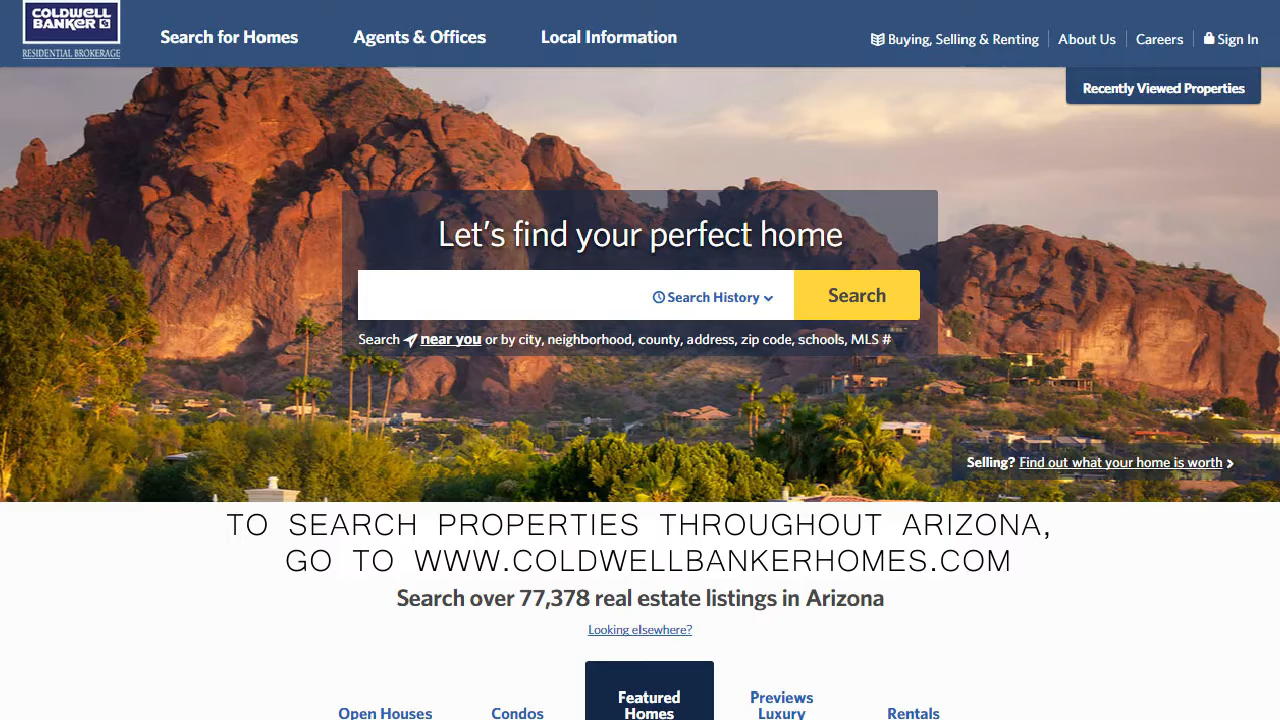 COLDWELL
BANKER
RESIDENTIAL BROKERAGE
Search for Homes
Agents & Offices
Local Information
Buying, Selling & Renting
About Us
Careers
Sign In
Recently Viewed Properties
Let's find your perfect home
Search History
Search
Search near you or by city, neighborhood, county, address, zip code, schools, MLS #
Selling? Find out what your home is worth
TO SEARCH PROPERTIES THROUGHOUT ARIZONA,
GO TO WWW.COLDWELLBANKERHOMES.COM
Search over 77,378 real estate listings in Arizona
Looking elsewhere?
Open Houses
Condos
Featured
Homes
Previews
Luxury
Rentals